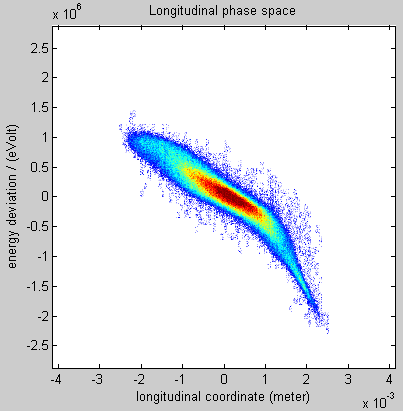 x 10^6
Longitudinal phase space
2.5
2
1.5
1
0.5
0
-0.5
-1
-1.5
-2
-2.5
energy deviation / (eVolt)
-4 -3 -2 -1 0 1 2 3 4
longitudinal coordinate (meter)
x 10^-3